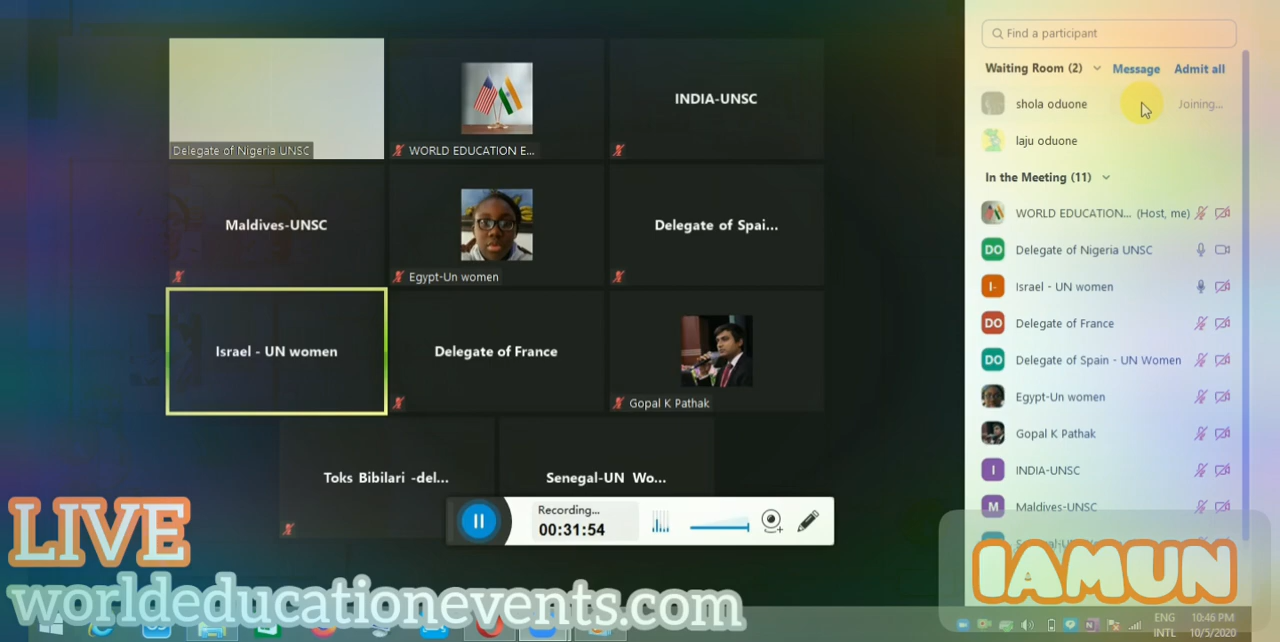 Find a participant
Waiting Room (2)
Message
Admit all
shola oduone
Joining...
laju oduone
In the Meeting (11)
WORLD EDUCATION... (Host, me)
DO
Delegate of Nigeria UNSC
I-
Israel - UN women
DO
Delegate of France
DO
Delegate of Spain - UN Women
Egypt-Un women
Gopal K Pathak
I
INDIA-UNSC
M
Maldives-UNSC
Delegate of Nigeria UNSC
WORLD EDUCATION E...
INDIA-UNSC
Maldives-UNSC
Egypt-Un women
Delegate of Spai...
Israel - UN women
Delegate of France
Gopal K Pathak
Toks Bibilari -del...
Senegal-UN Wo...
Recording...
00:31:54
LIVE
worldeducationevents.com
IAMUN
ENG
INTL
10:46 PM
10/5/2020